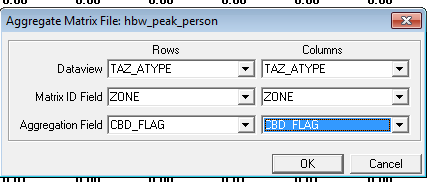 Aggregate Matrix File: hbw_peak_person
Rows Columns
Dataview TAZ_ATYPE TAZ_ATYPE
Matrix ID Field ZONE ZONE
Aggregation Field CBD_FLAG CBD_FLAG
OK Cancel